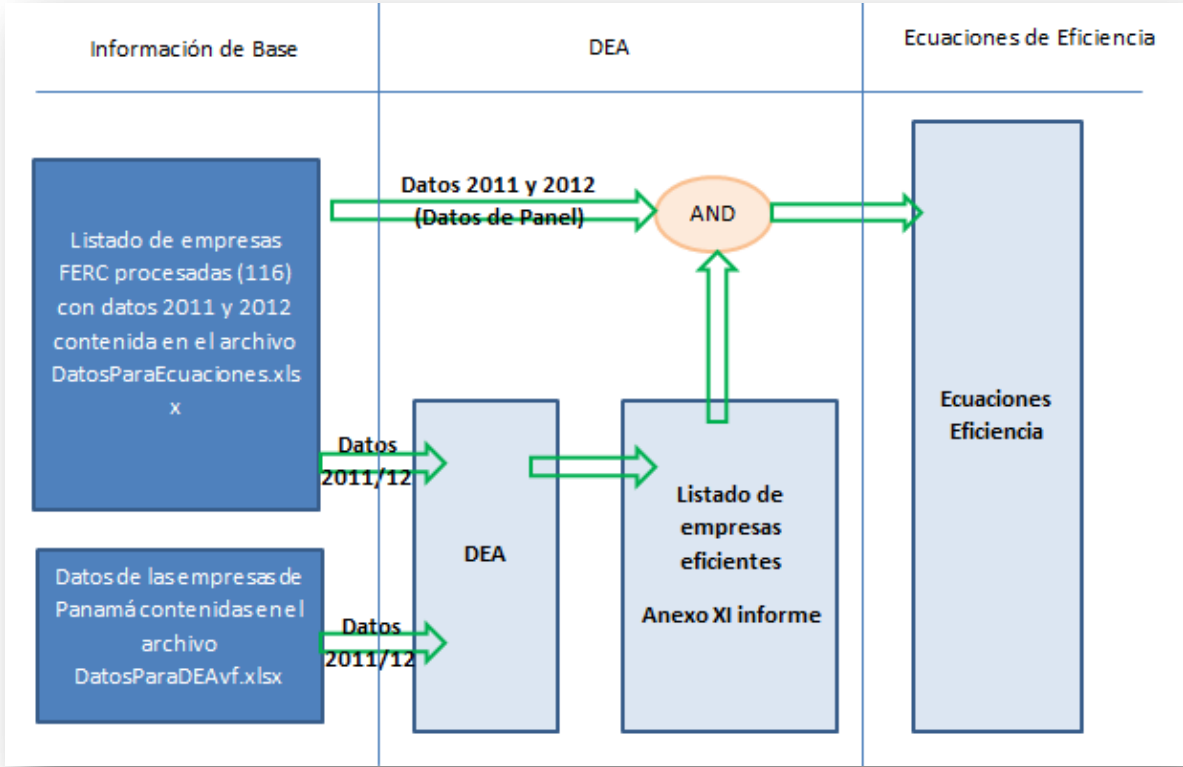 Información de Base
DEA
Ecuaciones de Eficiencia
Datos 2011 y 2012
(Datos de Panel)
AND
Listado de empresas
FERC procesadas (116)
con datos 2011 y 2012
contenida en el archivo
DatosParaEcuaciones.xls
x
Datos
2011/12
DEA
Listado de
empresas
eficientes
Anexo XI informe
Ecuaciones
Eficiencia
Datos de las empresas de
Panamá contenidas en el
archivo
DatosParaDEAvf.xlsx
Datos
2011/12